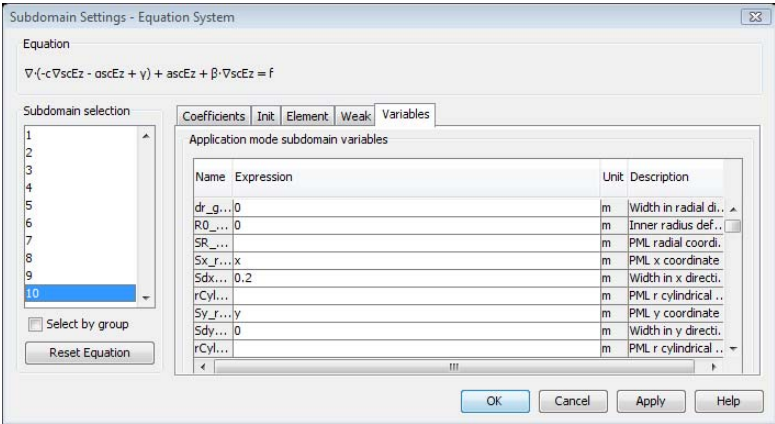 Subdomain Settings - Equation System
Equation
∇·(-c∇scEz - αscEz + γ) + ascEz + β·∇scEz = f
Subdomain selection
1
2
3
4
5
6
7
8
9
10
Select by group
Reset Equation
Coefficients Init Element Weak Variables
Application mode subdomain variables
Name Expression Unit Description
dr_g... 0 m Width in radial di..
R0_... 0 m Inner radius def..
SR_... m PML radial coordi.
Sx_r... x m PML x coordinate
Sdx... 0.2 m Width in x directi.
rCyl... m PML r cylindrical ..
Sy_r... y m PML y coordinate
Sdy... 0 m Width in y directi.
rCyl... m PML r cylindrical ..
OK Cancel Apply Help